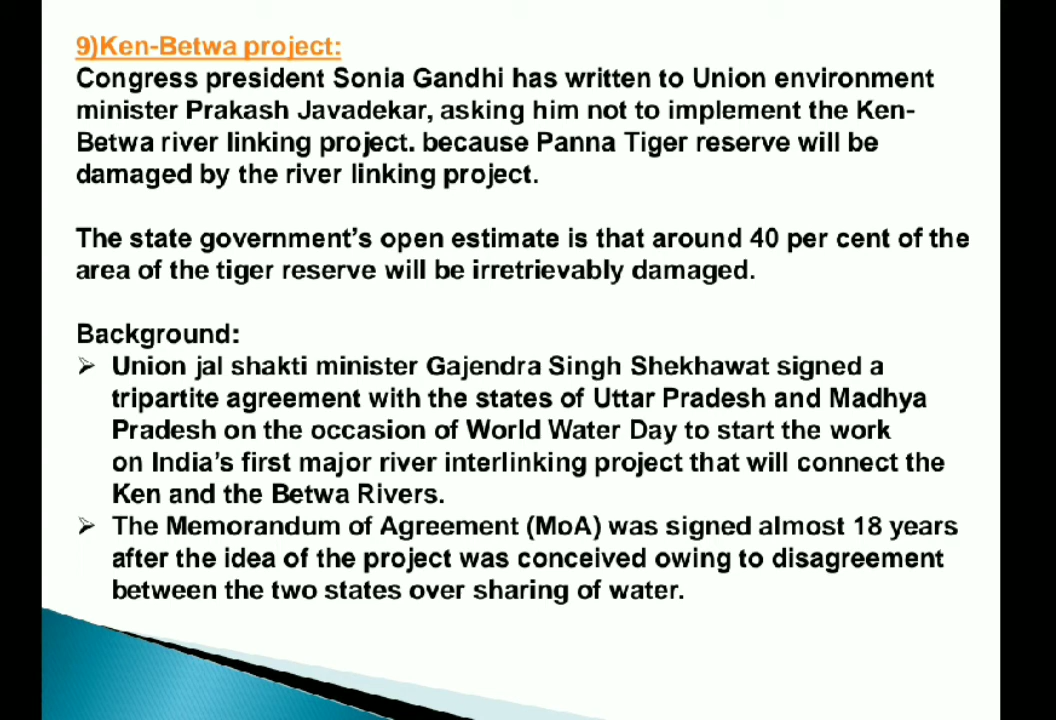 9)Ken-Betwa project:
Congress president Sonia Gandhi has written to Union environment
minister Prakash Javadekar, asking him not to implement the Ken-
Betwa river linking project. because Panna Tiger reserve will be
damaged by the river linking project.
The state government’s open estimate is that around 40 per cent of the
area of the tiger reserve will be irretrievably damaged.
Background:
➢ Union jal shakti minister Gajendra Singh Shekhawat signed a
tripartite agreement with the states of Uttar Pradesh and Madhya
Pradesh on the occasion of World Water Day to start the work
on India’s first major river interlinking project that will connect the
Ken and the Betwa Rivers.
➢ The Memorandum of Agreement (MoA) was signed almost 18 years
after the idea of the project was conceived owing to disagreement
between the two states over sharing of water.